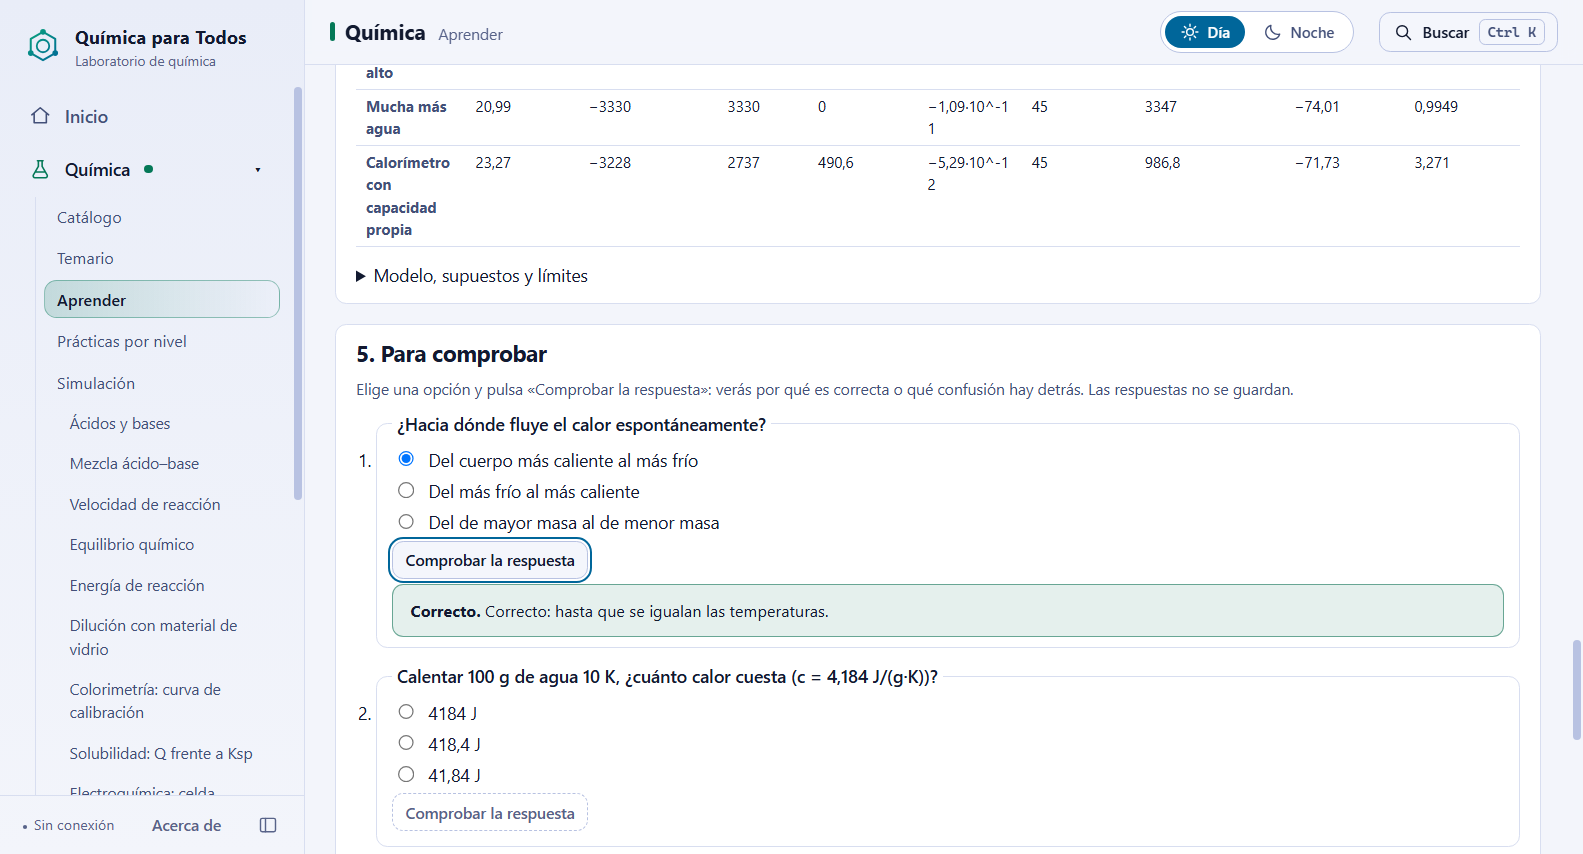 Química para Todos
Laboratorio de química
Inicio
Química
Catálogo
Temario
Aprender
Prácticas por nivel
Simulación
Ácidos y bases
Mezcla ácido–base
Velocidad de reacción
Equilibrio químico
Energía de reacción
Dilución con material de
vidrio
Colorimetría: curva de
calibración
Solubilidad: Q frente a Ksp
Electroquímica: celda
Sin conexión Acerca de
Química Aprender
Día Noche Buscar Ctrl K
alto
Mucha más 20,99 −3330 3330 0 −1,09·10^-1 45 3347 −74,01 0,9949
agua 1
Calorímetro 23,27 −3228 2737 490,6 −5,29·10^-1 45 986,8 −71,73 3,271
con 2
capacidad
propia
Modelo, supuestos y límites
5. Para comprobar
Elige una opción y pulsa «Comprobar la respuesta»: verás por qué es correcta o qué confusión hay detrás. Las respuestas no se guardan.
¿Hacia dónde fluye el calor espontáneamente?
1. Del cuerpo más caliente al más frío
Del más frío al más caliente
Del de mayor masa al de menor masa
Comprobar la respuesta
Correcto. Correcto: hasta que se igualan las temperaturas.
Calentar 100 g de agua 10 K, ¿cuánto calor cuesta (c = 4,184 J/(g·K))?
2. 4184 J
418,4 J
41,84 J
Comprobar la respuesta